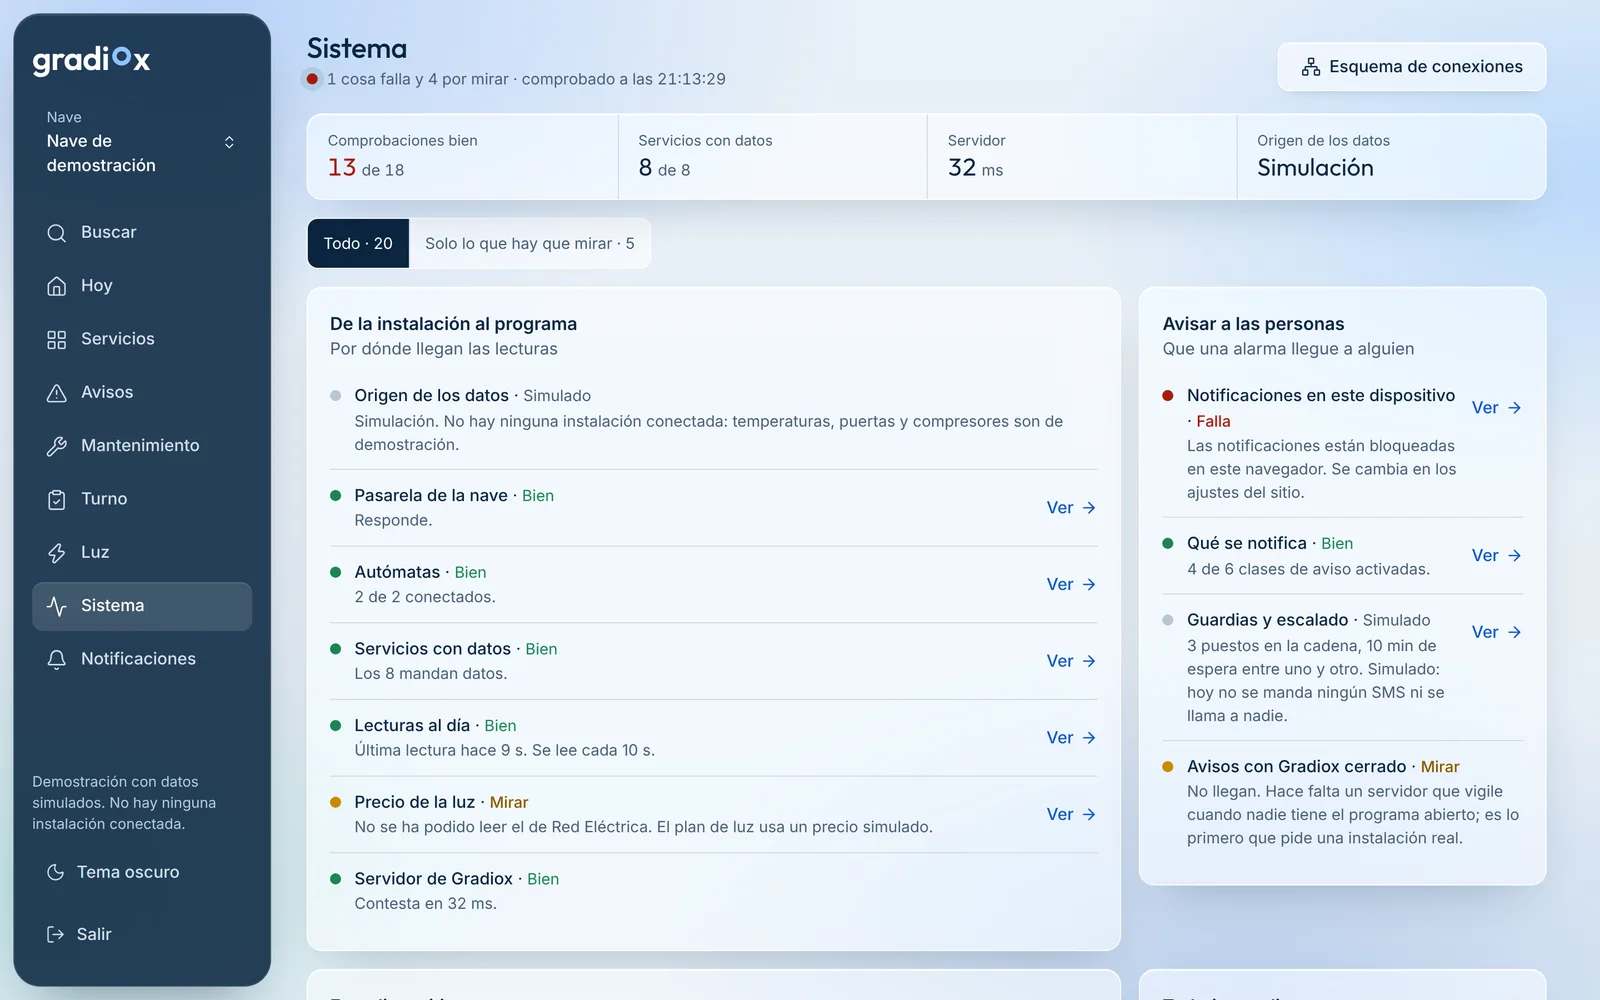 gradiox
Nave
Nave de
demostración
Buscar
Hoy
Servicios
Avisos
Mantenimiento
Turno
Luz
Sistema
Notificaciones
Demostración con datos
simulados. No hay ninguna
instalación conectada.
Tema oscuro
Salir
Sistema
1 cosa falla y 4 por mirar · comprobado a las 21:13:29
Esquema de conexiones
Comprobaciones bien
13 de 18
Servicios con datos
8 de 8
Servidor
32 ms
Origen de los datos
Simulación
Todo · 20
Solo lo que hay que mirar · 5
De la instalación al programa
Por dónde llegan las lecturas
Origen de los datos · Simulado
Simulación. No hay ninguna instalación conectada: temperaturas, puertas y compresores son de
demostración.
Pasarela de la nave · Bien
Responde.
Ver →
Autómatas · Bien
2 de 2 conectados.
Ver →
Servicios con datos · Bien
Los 8 mandan datos.
Ver →
Lecturas al día · Bien
Última lectura hace 9 s. Se lee cada 10 s.
Ver →
Precio de la luz · Mirar
No se ha podido leer el de Red Eléctrica. El plan de luz usa un precio simulado.
Ver →
Servidor de Gradiox · Bien
Contesta en 32 ms.
Avisar a las personas
Que una alarma llegue a alguien
Notificaciones en este dispositivo
· Falla
Las notificaciones están bloqueadas
en este navegador. Se cambia en los
ajustes del sitio.
Ver →
Qué se notifica · Bien
4 de 6 clases de aviso activadas.
Ver →
Guardias y escalado · Simulado
3 puestos en la cadena, 10 min de
espera entre uno y otro. Simulado:
hoy no se manda ningún SMS ni se
llama a nadie.
Ver →
Avisos con Gradiox cerrado · Mirar
No llegan. Hace falta un servidor que vigile
cuando nadie tiene el programa abierto; es lo
primero que pide una instalación real.